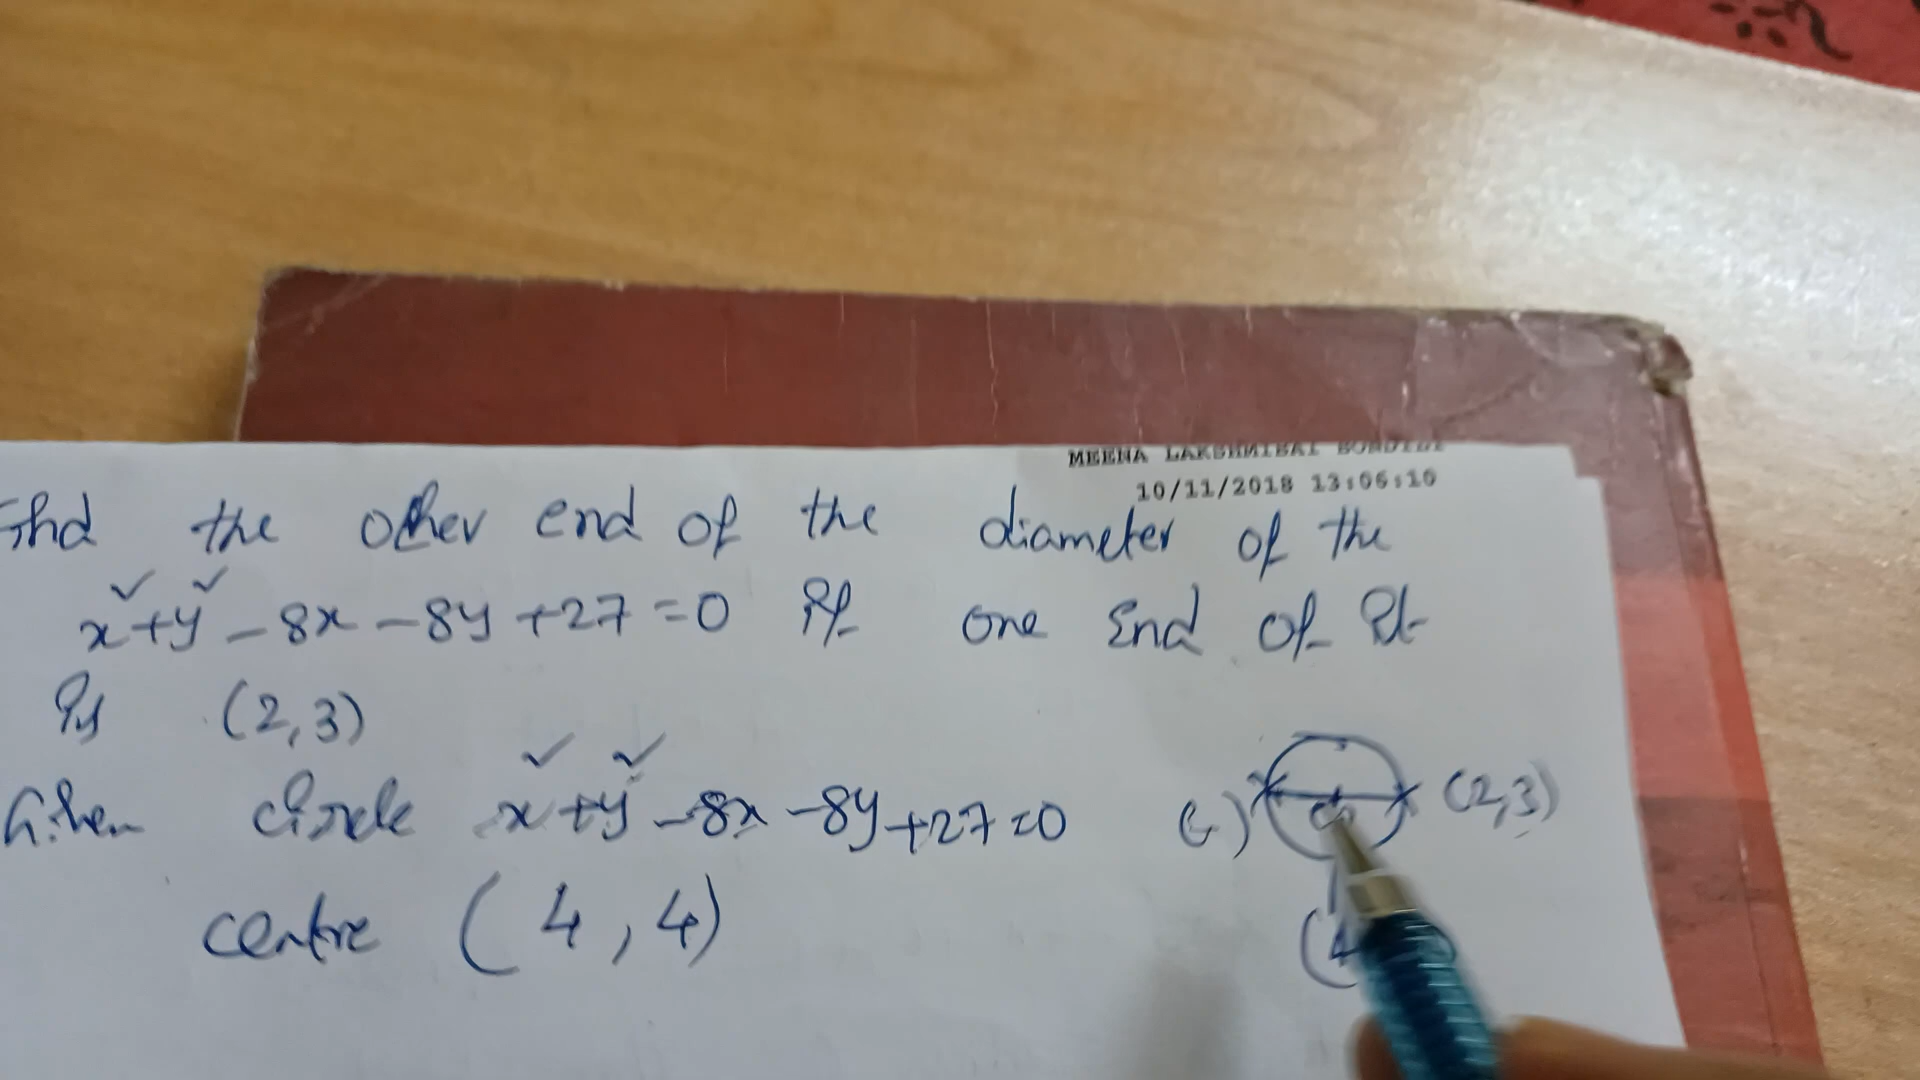 MEENA LAKSHMIBAI
10/11/2018 13:06:10
the other end of the diameter of the
x²+y²-8x-8y+27=0 if one End of it
is (2,3)
Given circle x²+y²-8x-8y+27=0
( ) (2,3)
centre (4,4)
(4